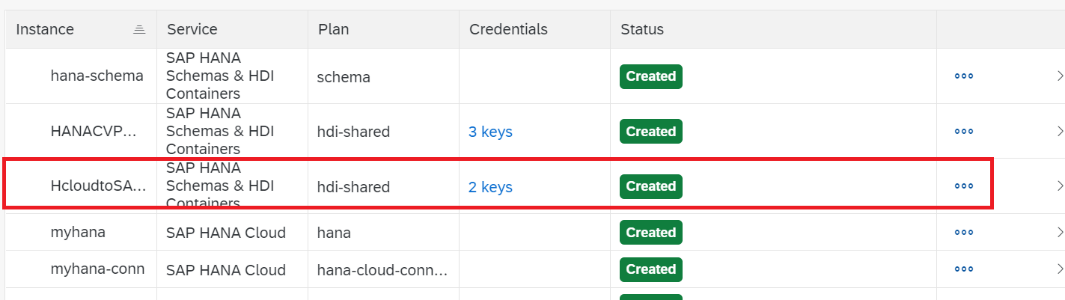 Instance Service Plan Credentials Status
SAP HANA
hana-schema Schemas & HDI schema Created
Containers
SAP HANA
HANACVP... Schemas & HDI hdi-shared 3 keys Created
Containers
SAP HANA
HcloudtoSA... Schemas & HDI hdi-shared 2 keys Created
Containers
myhana SAP HANA Cloud hana Created
myhana-conn SAP HANA Cloud hana-cloud-conn... Created